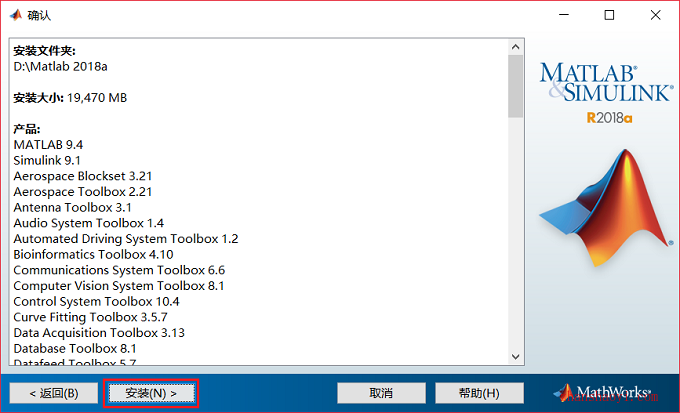 确认
安装文件夹:
D:\Matlab 2018a
安装大小: 19,470 MB
产品:
MATLAB 9.4
Simulink 9.1
Aerospace Blockset 3.21
Aerospace Toolbox 2.21
Antenna Toolbox 3.1
Audio System Toolbox 1.4
Automated Driving System Toolbox 1.2
Bioinformatics Toolbox 4.10
Communications System Toolbox 6.6
Computer Vision System Toolbox 8.1
Control System Toolbox 10.4
Curve Fitting Toolbox 3.5.7
Data Acquisition Toolbox 3.13
Database Toolbox 8.1
Datafeed Toolbox 5.7
MATLAB®
&SIMULINK®
R2018a
®
< 返回(B)
安装(N) >
取消
帮助(H)
MathWorks®